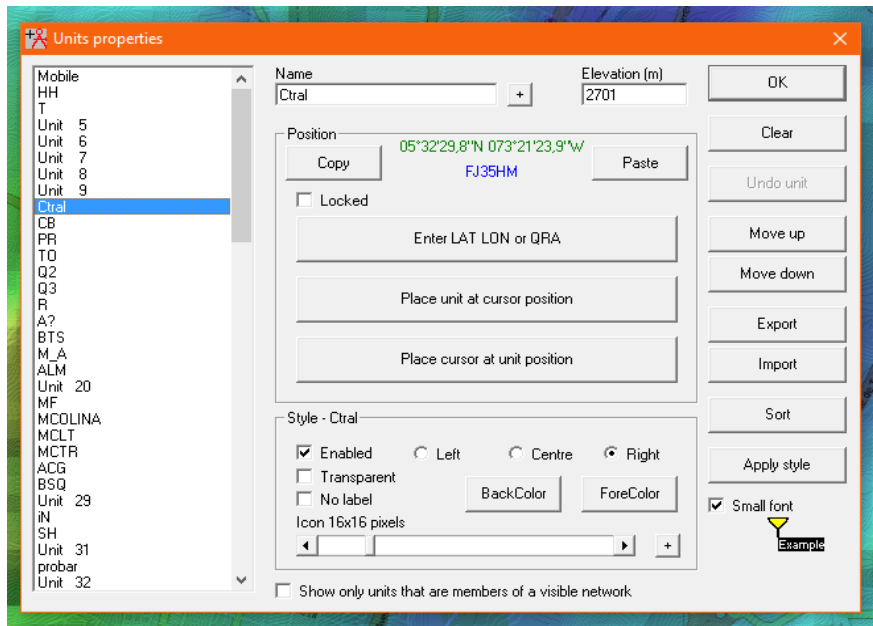 Units properties
Mobile
HH
T
Unit 5
Unit 6
Unit 7
Unit 8
Unit 9
Ctral
CB
PR
TO
Q2
Q3
R
A?
BTS
M_A
ALM
Unit 20
MF
MCOLINA
MCLT
MCTR
ACG
BSQ
Unit 29
iN
SH
Unit 31
probar
Unit 32
Name
Ctral
+
Elevation (m)
2701
Position
Copy
05°32'29,8''N 073°21'23,9''W
FJ35HM
Paste
Locked
Enter LAT LON or QRA
Place unit at cursor position
Place cursor at unit position
Style - Ctral
Enabled
Left
Centre
Right
Transparent
No label
BackColor
ForeColor
Icon 16x16 pixels
+
Show only units that are members of a visible network
OK
Clear
Undo unit
Move up
Move down
Export
Import
Sort
Apply style
Small font
Example